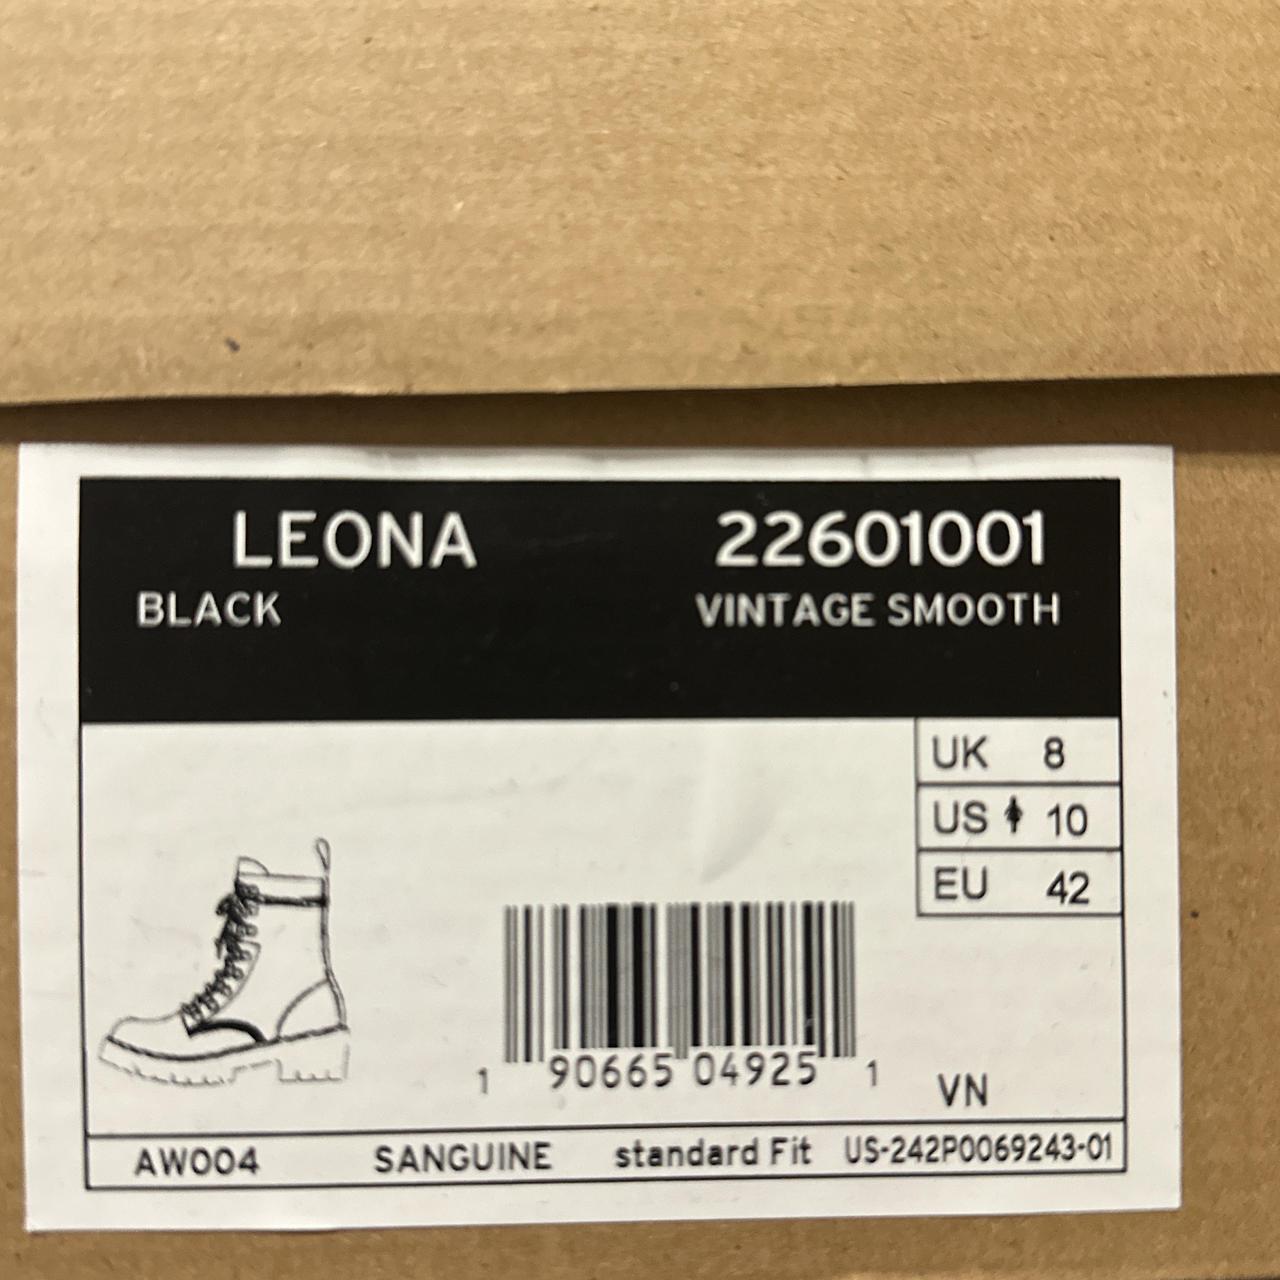 LEONA 22601001
BLACK VINTAGE SMOOTH
UK 8
US 10
EU 42
1 90665 04925 1
VN
AW004 SANGUINE standard Fit US-242P0069243-01